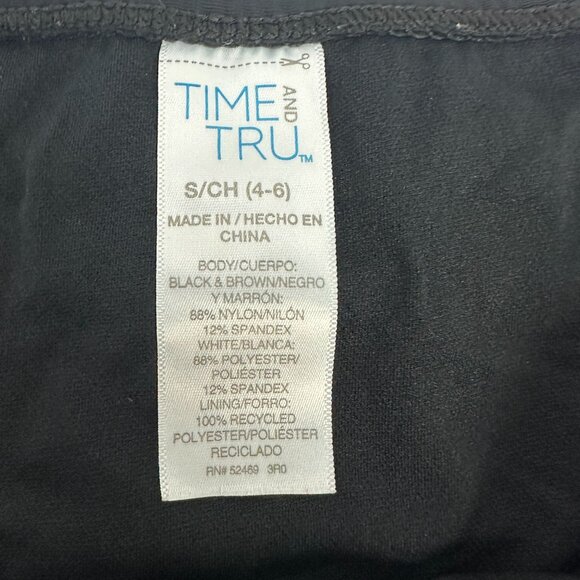 TIME AND
TRU™
S/CH (4-6)
MADE IN / HECHO EN
CHINA
BODY/CUERPO:
BLACK & BROWN/NEGRO
Y MARRÓN:
88% NYLON/NILÓN
12% SPANDEX
WHITE/BLANCA:
88% POLYESTER/
POLIÉSTER
12% SPANDEX
LINING/FORRO:
100% RECYCLED
POLYESTER/POLIÉSTER
RECICLADO
RN# 52469 3R0